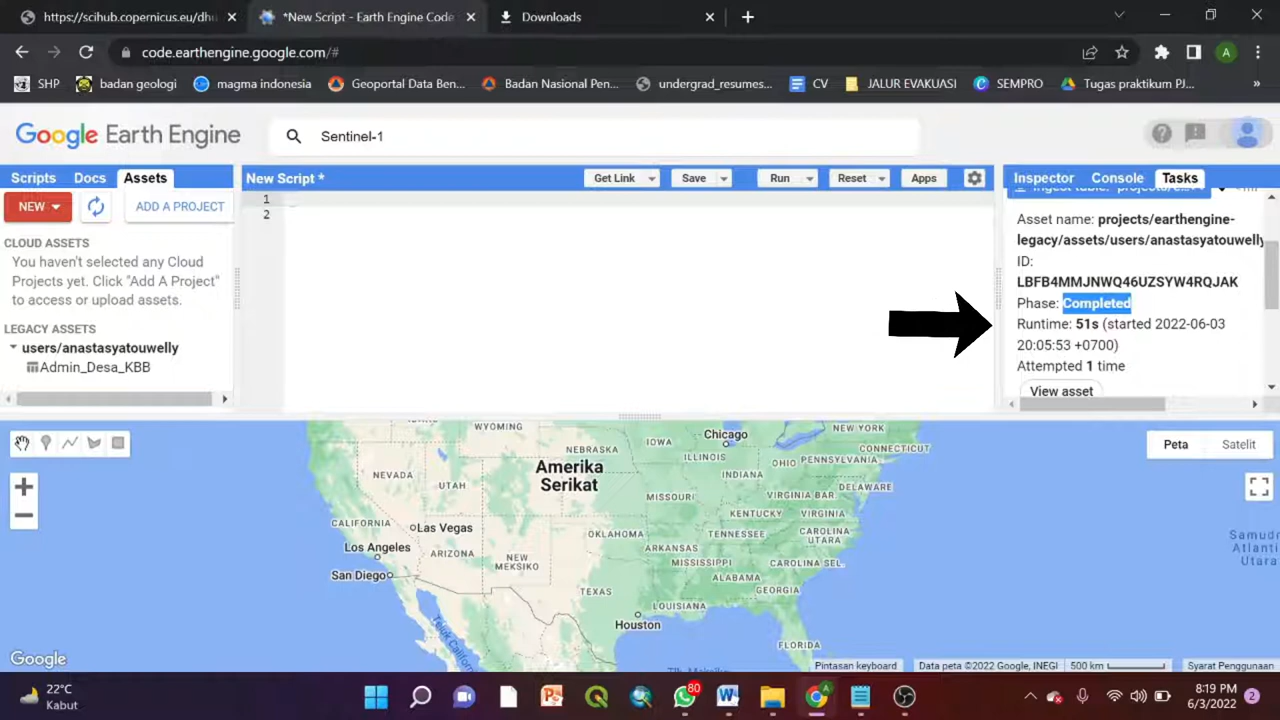 https://scihub.copernicus.eu/dhu
*New Script - Earth Engine Code
Downloads
code.earthengine.google.com/#
SHP
badan geologi
magma indonesia
Geoportal Data Ben...
Badan Nasional Pen...
undergrad_resumes...
CV
JALUR EVAKUASI
SEMPRO
Tugas praktikum PJ...
»
Google Earth Engine
Sentinel-1
Scripts Docs Assets
NEW
ADD A PROJECT
CLOUD ASSETS
You haven't selected any Cloud
Projects yet. Click "Add A Project"
to access or upload assets.
LEGACY ASSETS
users/anastasyatouwelly
Admin_Desa_KBB
New Script *
Get Link
Save
Run
Reset
Apps
1
2
Inspector Console Tasks
Asset name: projects/earthengine-
legacy/assets/users/anastasyatouwelly
ID:
LBFB4MMJNWQ46UZSYW4RQJAK
Phase: Completed
Runtime: 51s (started 2022-06-03
20:05:53 +0700)
Attempted 1 time
View asset
Peta Satelit
WYOMING
Chicago
NEW YORK
IOWA
NEBRASKA
CONNECTICUT
Amerika
Serikat
ILLINOIS
OHIO
PENNSYLVANIA
NEVADA
INDIANA
UTAH
DELAWARE
MISSOURI
VIRGINIA BAR.
KENTUCKY
VIRGINIA
CALIFORNIA
Las Vegas
OKLAHOMA
TENNESSEE
CAROLINA
UTARA
Los Angeles
ARIZONA
NEW
MEKSIKO
ARKANSAS
MISSISSIPPI
CAROLINA SEL.
San Diego
ALABAMA
TEXAS
GEORGIA
LOUISIANA
Houston
FLORIDA
Samud
Atlanti
Utara
Google
Pintasan keyboard
Data peta ©2022 Google, INEGI
500 km
Syarat Penggunaan
22°C
Kabut
80
8:19 PM
6/3/2022
2